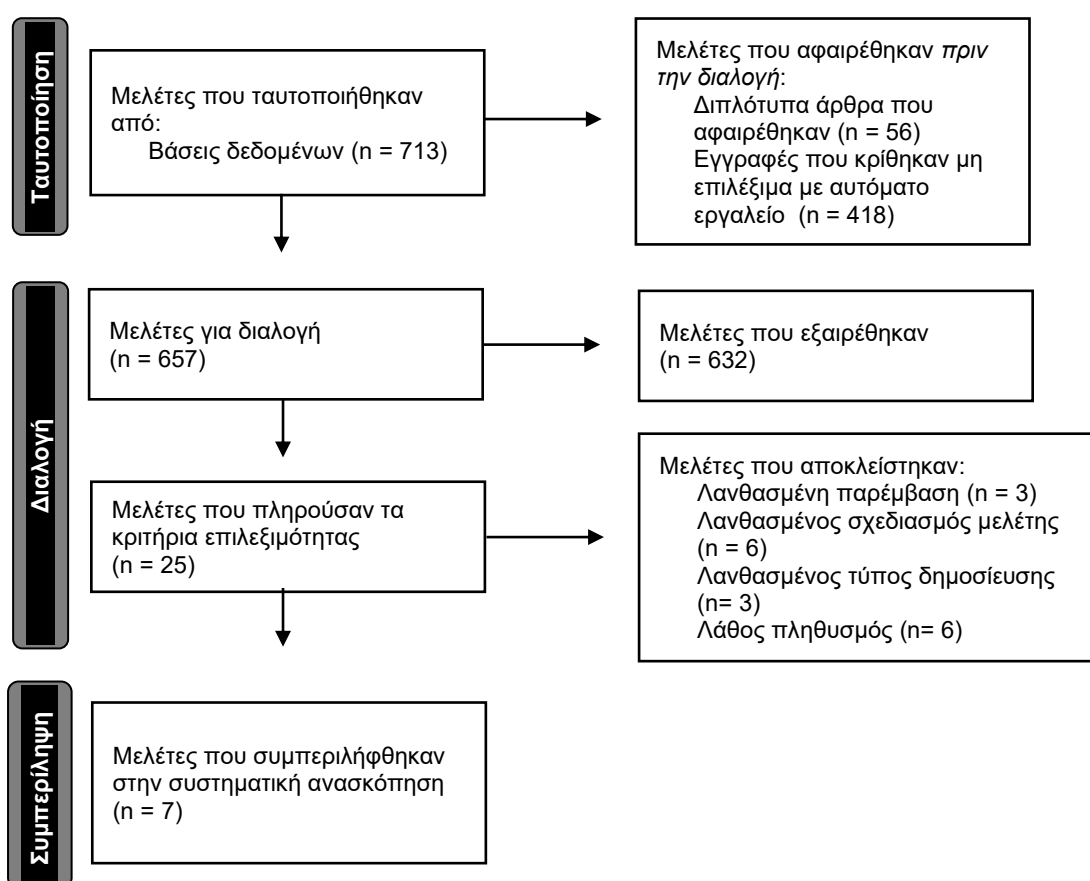 Ταυτοποίηση
Μελέτες που ταυτοποιήθηκαν
από:
Βάσεις δεδομένων (n = 713)
Μελέτες που αφαιρέθηκαν πριν
την διαλογή:
Διπλότυπα άρθρα που
αφαιρέθηκαν (n = 56)
Εγγραφές που κρίθηκαν μη
επιλέξιμα με αυτόματο
εργαλείο  (n = 418)
Διαλογή
Μελέτες για διαλογή
(n = 657)
Μελέτες που εξαιρέθηκαν
(n = 632)
Μελέτες που πληρούσαν τα
κριτήρια επιλεξιμότητας
(n = 25)
Μελέτες που αποκλείστηκαν:
Λανθασμένη παρέμβαση (n = 3)
Λανθασμένος σχεδιασμός μελέτης
(n = 6)
Λανθασμένος τύπος δημοσίευσης
(n= 3)
Λάθος πληθυσμός (n= 6)
Συμπερίληψη
Μελέτες που συμπεριλήφθηκαν
στην συστηματική ανασκόπηση
(n = 7)